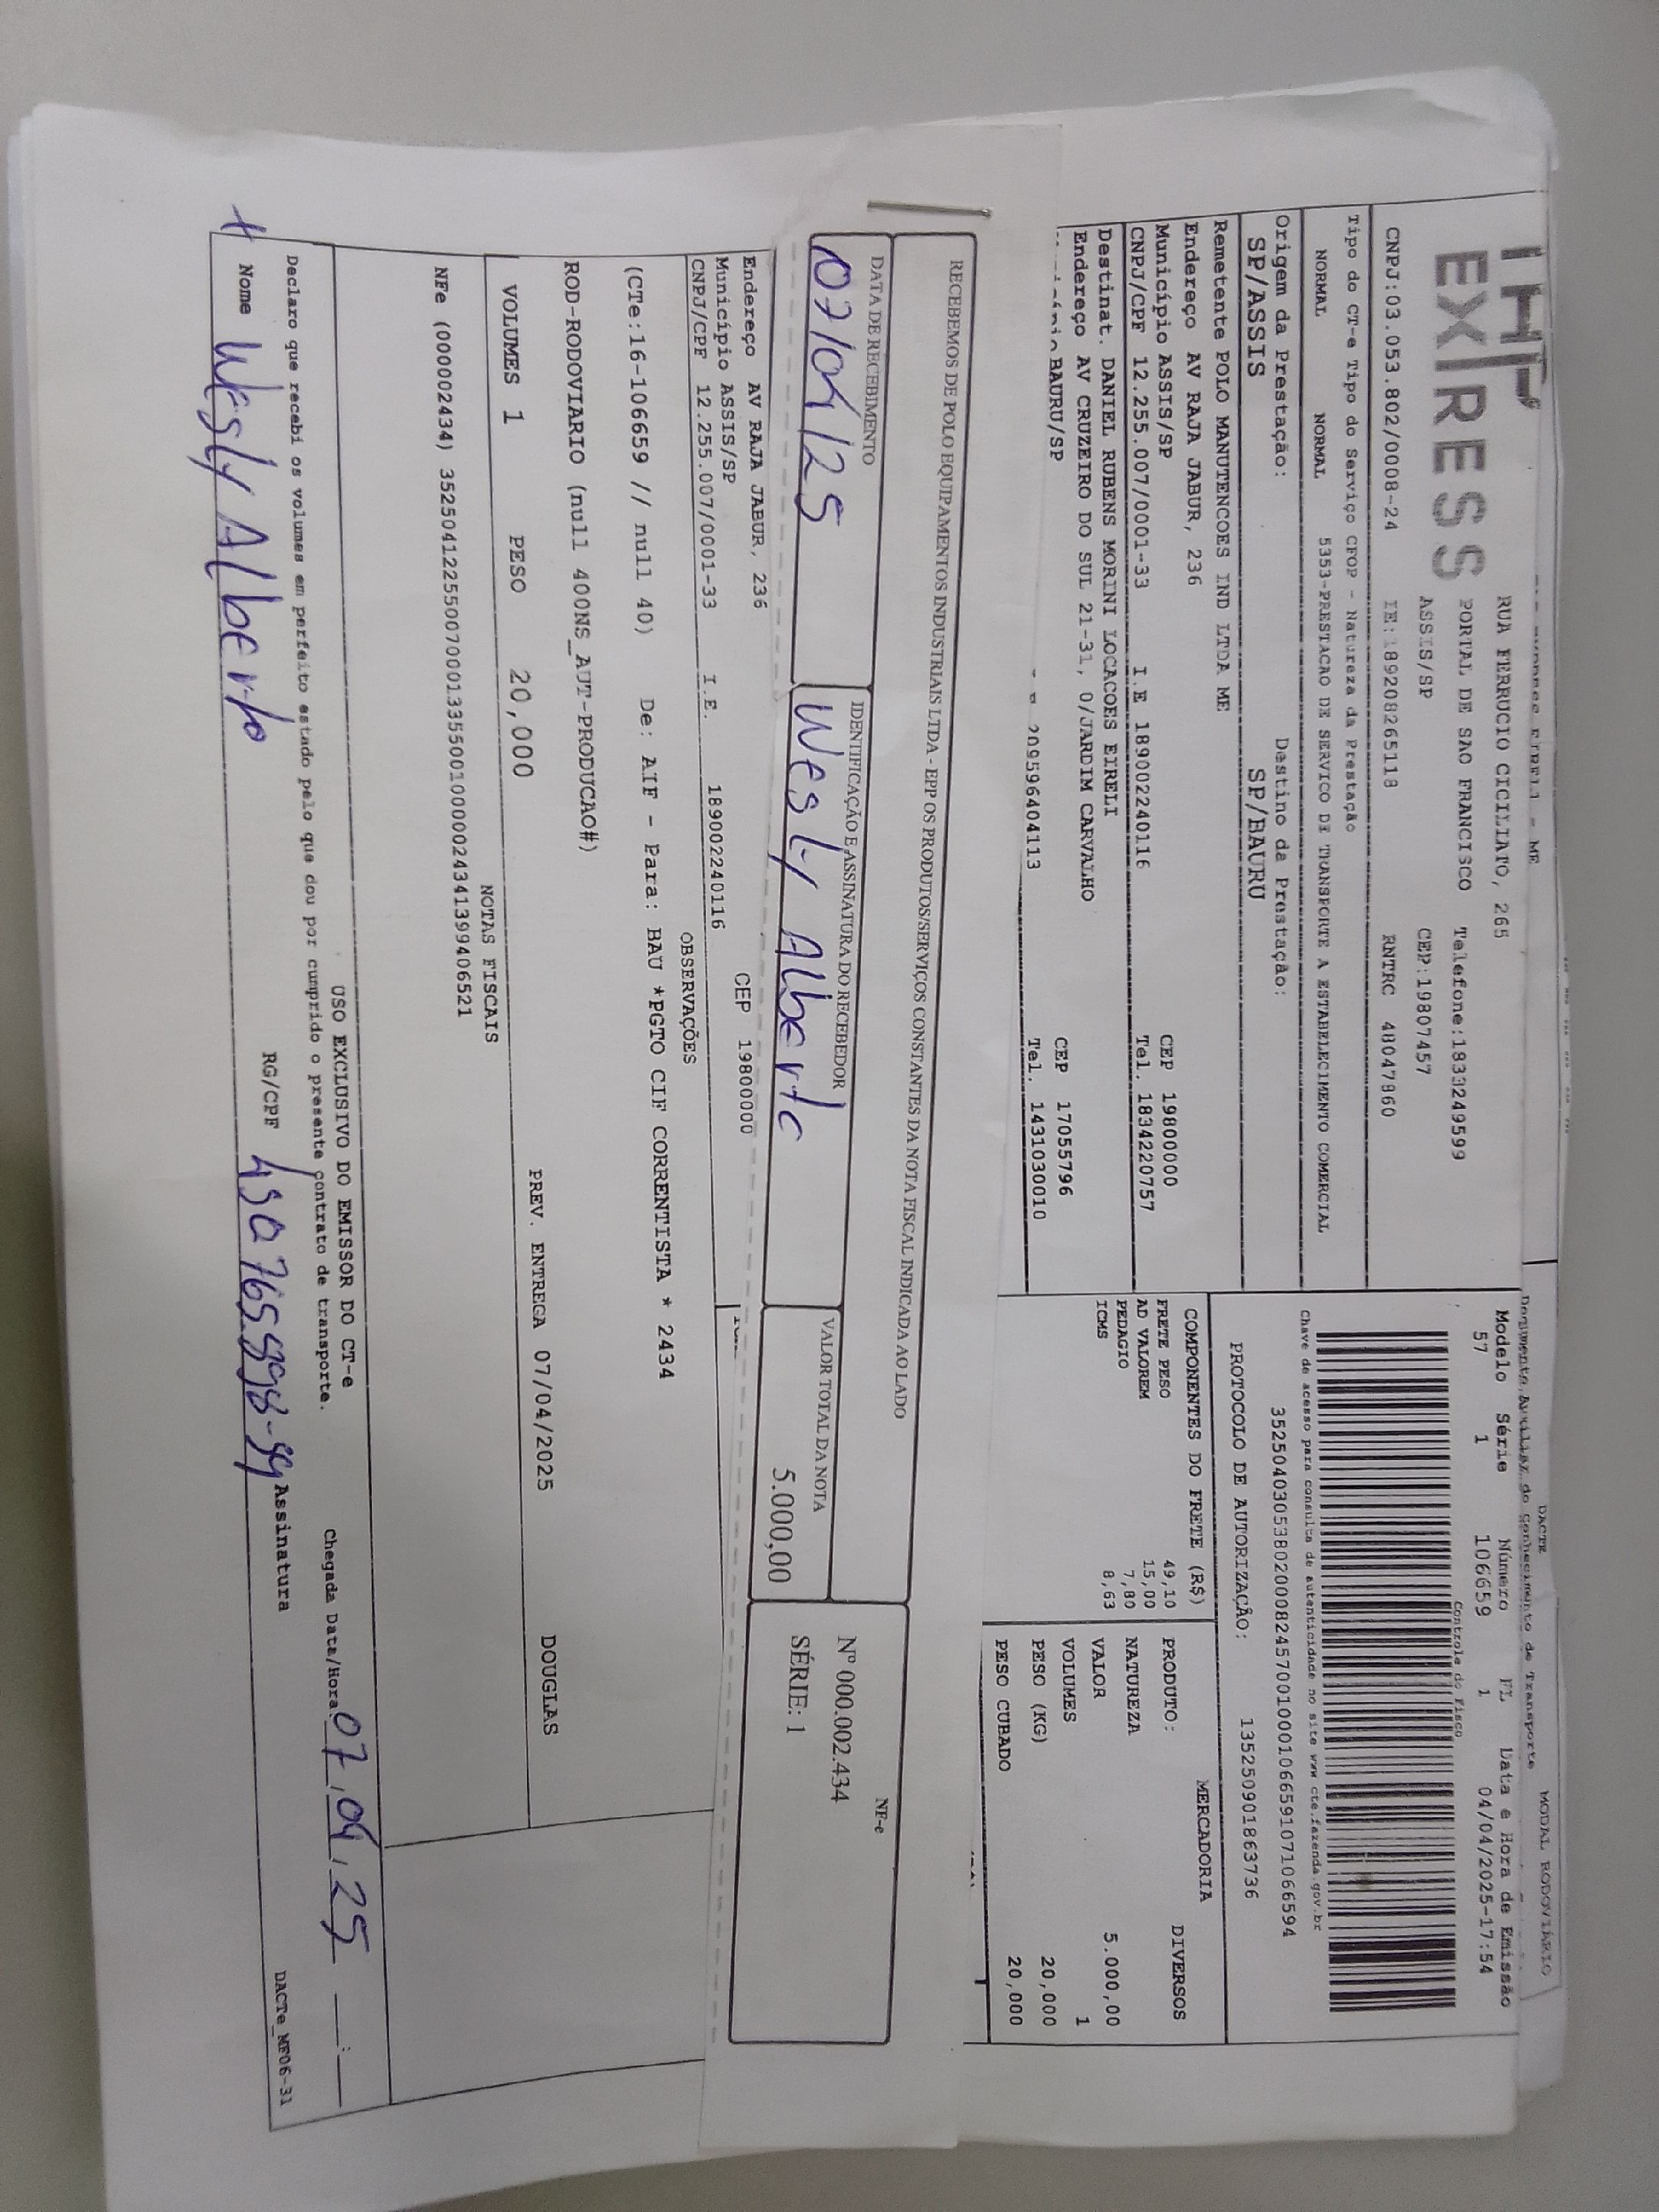 EXPRESS
RUA FERRUCIO CICILIATO, 265
PORTAL DE SAO FRANCISCO Telefone:1833249599
ASSIS/SP CEP:19807457
CNPJ:03.053.802/0008-24 IE:189208265118 RNTRC 48047860
Tipo do CT-e Tipo do Serviço CFOP - Natureza da Prestação
NORMAL NORMAL 5353-PRESTACAO DE SERVICO DE TRANSPORTE A ESTABELECIMENTO COMERCIAL
Origem da Prestação: Destino da Prestação:
SP/ASSIS SP/BAURU
Remetente POLO MANUTENCOES IND LTDA ME
Endereço AV RAJA JABUR, 236 CEP 19800000
Município ASSIS/SP Tel. 1834220757
CNPJ/CPF 12.255.007/0001-33 I.E 189002240116
Destinat. DANIEL RUBENS MORINI LOCACOES EIRELI
Endereço AV CRUZEIRO DO SUL 21-31, 0/JARDIM CARVALHO CEP 17055796
BAURU/SP Tel. 1431030010
209596404113
DACTE MODAL RODOVIÁRIO
Documento Auxiliar do Conhecimento de Transporte
Modelo Série Número FL Data e Hora de Emissão
57 1 106659 1 04/04/2025-17:54
Controle do Fisco
Chave de acesso para consulta de autenticidade no site www.cte.fazenda.gov.br
35250403053802000824570010001066591071066594
PROTOCOLO DE AUTORIZAÇÃO: 135250901863736
COMPONENTES DO FRETE (R$)
FRETE PESO 49,10
AD VALOREM 15,00
PEDAGIO 7,80
ICMS 8,63
MERCADORIA
PRODUTO: DIVERSOS
NATUREZA
VALOR 5.000,00
VOLUMES 1
PESO (KG) 20,000
PESO CUBADO 20,000
RECEBEMOS DE POLO EQUIPAMENTOS INDUSTRIAIS LTDA - EPP OS PRODUTOS/SERVIÇOS CONSTANTES DA NOTA FISCAL INDICADA AO LADO
DATA DE RECEBIMENTO IDENTIFICAÇÃO E ASSINATURA DO RECEBEDOR VALOR TOTAL DA NOTA
07/04/25 Wesly Alberto 5.000,00
NF-e
Nº 000.002.434
SÉRIE: 1
Endereço AV RAJA JABUR, 236 CEP 19800000
Município ASSIS/SP
CNPJ/CPF 12.255.007/0001-33 I.E. 189002240116
OBSERVAÇÕES
(CTe:16-106659 // null 40) De: AIF - Para: BAU *PGTO CIF CORRENTISTA * 2434
ROD-RODOVIARIO (null 400NS_AUT-PRODUCAO#)
VOLUMES 1 PESO 20,000 PREV. ENTREGA 07/04/2025 DOUGLAS
NOTAS FISCAIS
NFe (000002434) 35250412255007000133550010000024341399406521
USO EXCLUSIVO DO EMISSOR DO CT-e
Declaro que recebi os volumes em perfeito estado pelo que dou por cumprido o presente contrato de transporte. Chegada Data/Hora: 07,04,25 __:__
Nome Wesly Alberto RG/CPF Assinatura
DACTe_MF06-31